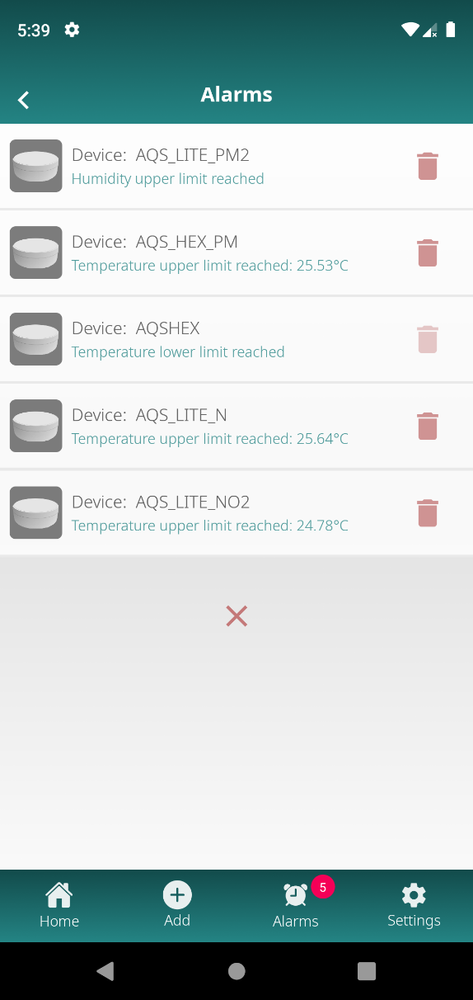 5:39
Alarms
Device: AQS_LITE_PM2
Humidity upper limit reached
Device: AQS_HEX_PM
Temperature upper limit reached: 25.53°C
Device: AQSHEX
Temperature lower limit reached
Device: AQS_LITE_N
Temperature upper limit reached: 25.64°C
Device: AQS_LITE_NO2
Temperature upper limit reached: 24.78°C
5
Home Add Alarms Settings